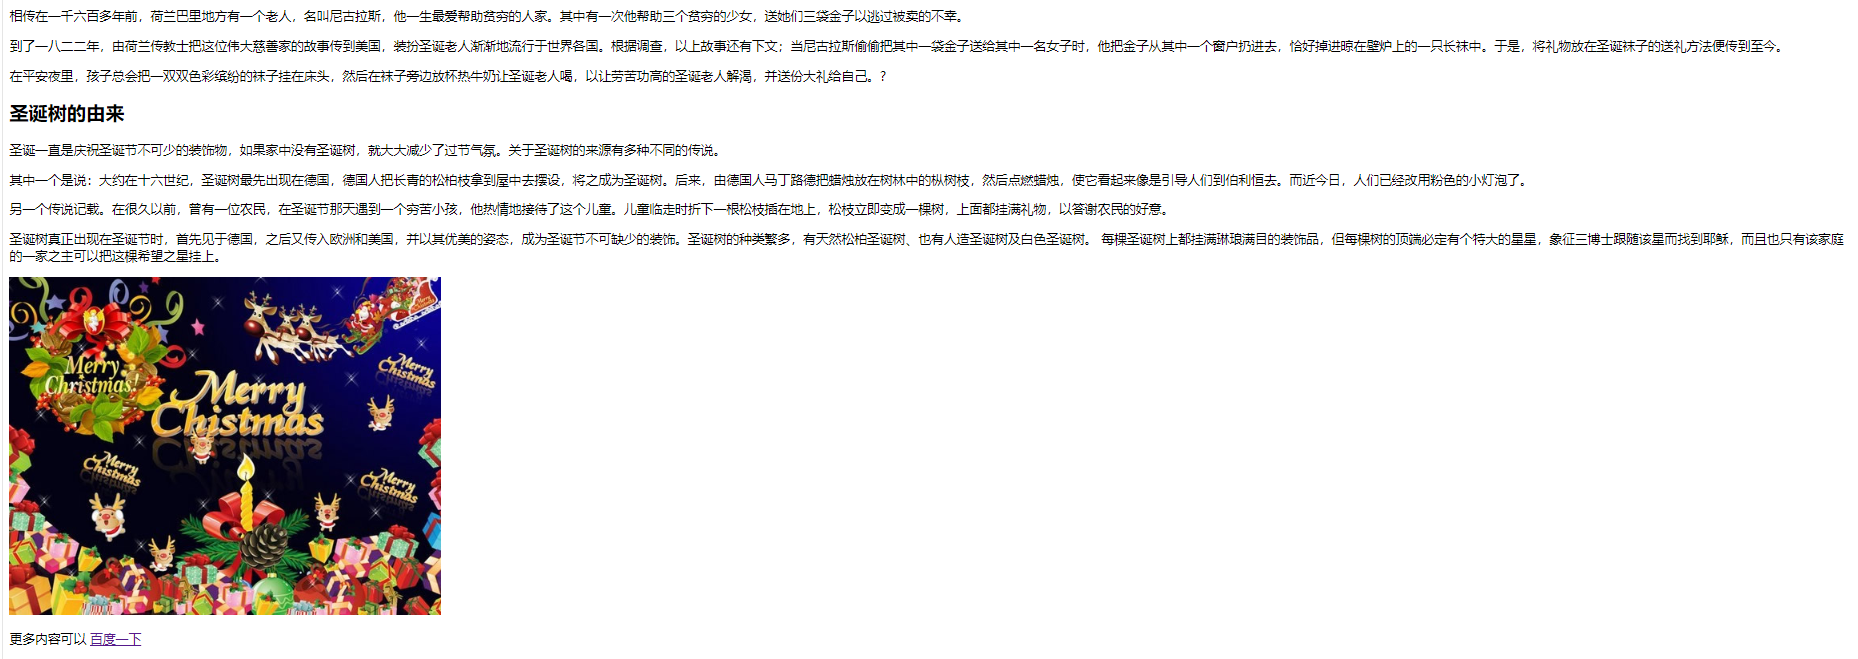 相传在一千六百多年前，荷兰巴里地方有一个老人，名叫尼古拉斯，他一生最爱帮助贫穷的人家。其中有一次他帮助三个贫穷的少女，送她们三袋金子以逃过被卖的不幸。
到了一八二二年，由荷兰传教士把这位伟大慈善家的故事传到美国，装扮圣诞老人渐渐地流行于世界各国。根据调查，以上故事还有下文；当尼古拉斯偷偷把其中一袋金子送给其中一名女子时，他把金子从其中一个窗户扔进去，恰好掉进晾在壁炉上的一只长袜中。于是，将礼物放在圣诞袜子的送礼方法便传到至今。
在平安夜里，孩子总会把一双双色彩缤纷的袜子挂在床头，然后在袜子旁边放杯热牛奶让圣诞老人喝，以让劳苦功高的圣诞老人解渴，并送份大礼给自己。?
圣诞树的由来
圣诞一直是庆祝圣诞节不可少的装饰物，如果家中没有圣诞树，就大大减少了过节气氛。关于圣诞树的来源有多种不同的传说。
其中一个是说：大约在十六世纪，圣诞树最先出现在德国，德国人把长青的松柏枝拿到屋中去摆设，将之成为圣诞树。后来，由德国人马丁路德把蜡烛放在树林中的枞树枝，然后点燃蜡烛，使它看起来像是引导人们到伯利恒去。而近今日，人们已经改用粉色的小灯泡了。
另一个传说记载。在很久以前，曾有一位农民，在圣诞节那天遇到一个穷苦小孩，他热情地接待了这个儿童。儿童临走时折下一根松枝插在地上，松枝立即变成一棵树，上面都挂满礼物，以答谢农民的好意。
圣诞树真正出现在圣诞节时，首先见于德国，之后又传入欧洲和美国，并以其优美的姿态，成为圣诞节不可缺少的装饰。圣诞树的种类繁多，有天然松柏圣诞树、也有人造圣诞树及白色圣诞树。 每棵圣诞树上都挂满琳琅满目的装饰品，但每棵树的顶端必定有个特大的星星，象征三博士跟随该星而找到耶稣，而且也只有该家庭
的一家之主可以把这棵希望之星挂上。
Merry
Christmas!
Merry
Chistmas
Merry
Chistmas
Merry
Chistmas
Merry
Chistmas
更多内容可以 百度一下